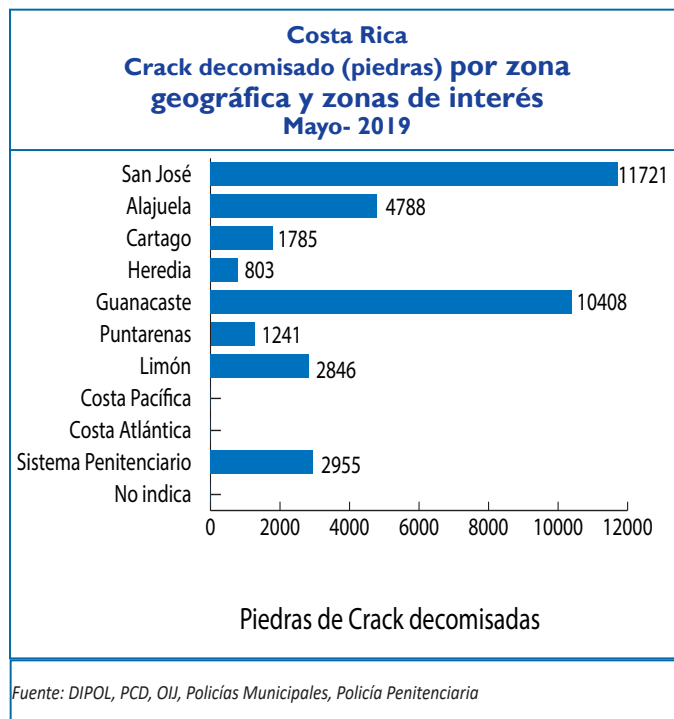 Costa Rica
Crack decomisado (piedras) por zona
geográfica y zonas de interés
Mayo- 2019
San José 11721
Alajuela 4788
Cartago 1785
Heredia 803
Guanacaste 10408
Puntarenas 1241
Limón 2846
Costa Pacífica –
Costa Atlántica –
Sistema Penitenciario 2955
No indica –
0 2000 4000 6000 8000 10000 12000
Piedras de Crack decomisadas
Fuente: DIPOL, PCD, OIJ, Policías Municipales, Policía Penitenciaria